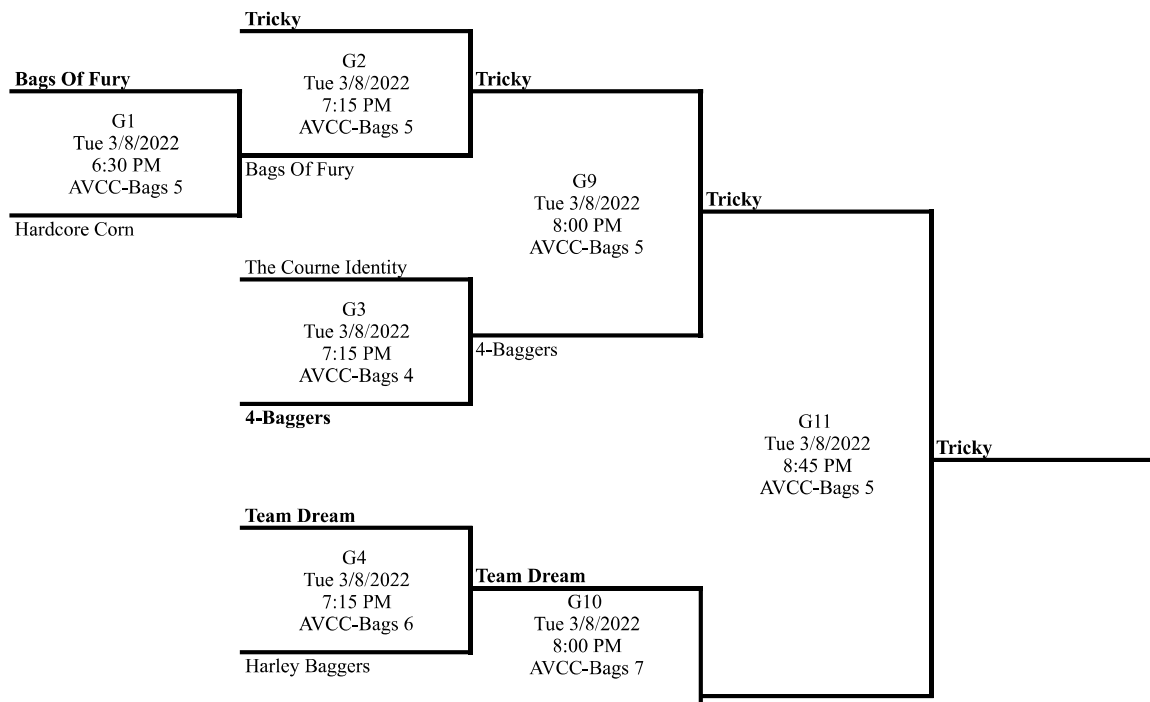 Tricky
G2
Tue 3/8/2022
7:15 PM
AVCC-Bags 5
Bags Of Fury
Tricky
G1
Tue 3/8/2022
6:30 PM
AVCC-Bags 5
Bags Of Fury
Hardcore Corn
G9
Tue 3/8/2022
8:00 PM
AVCC-Bags 5
Tricky
The Courne Identity
G3
Tue 3/8/2022
7:15 PM
AVCC-Bags 4
4-Baggers
4-Baggers
G11
Tue 3/8/2022
8:45 PM
AVCC-Bags 5
Tricky
Team Dream
G4
Tue 3/8/2022
7:15 PM
AVCC-Bags 6
Harley Baggers
Team Dream
G10
Tue 3/8/2022
8:00 PM
AVCC-Bags 7